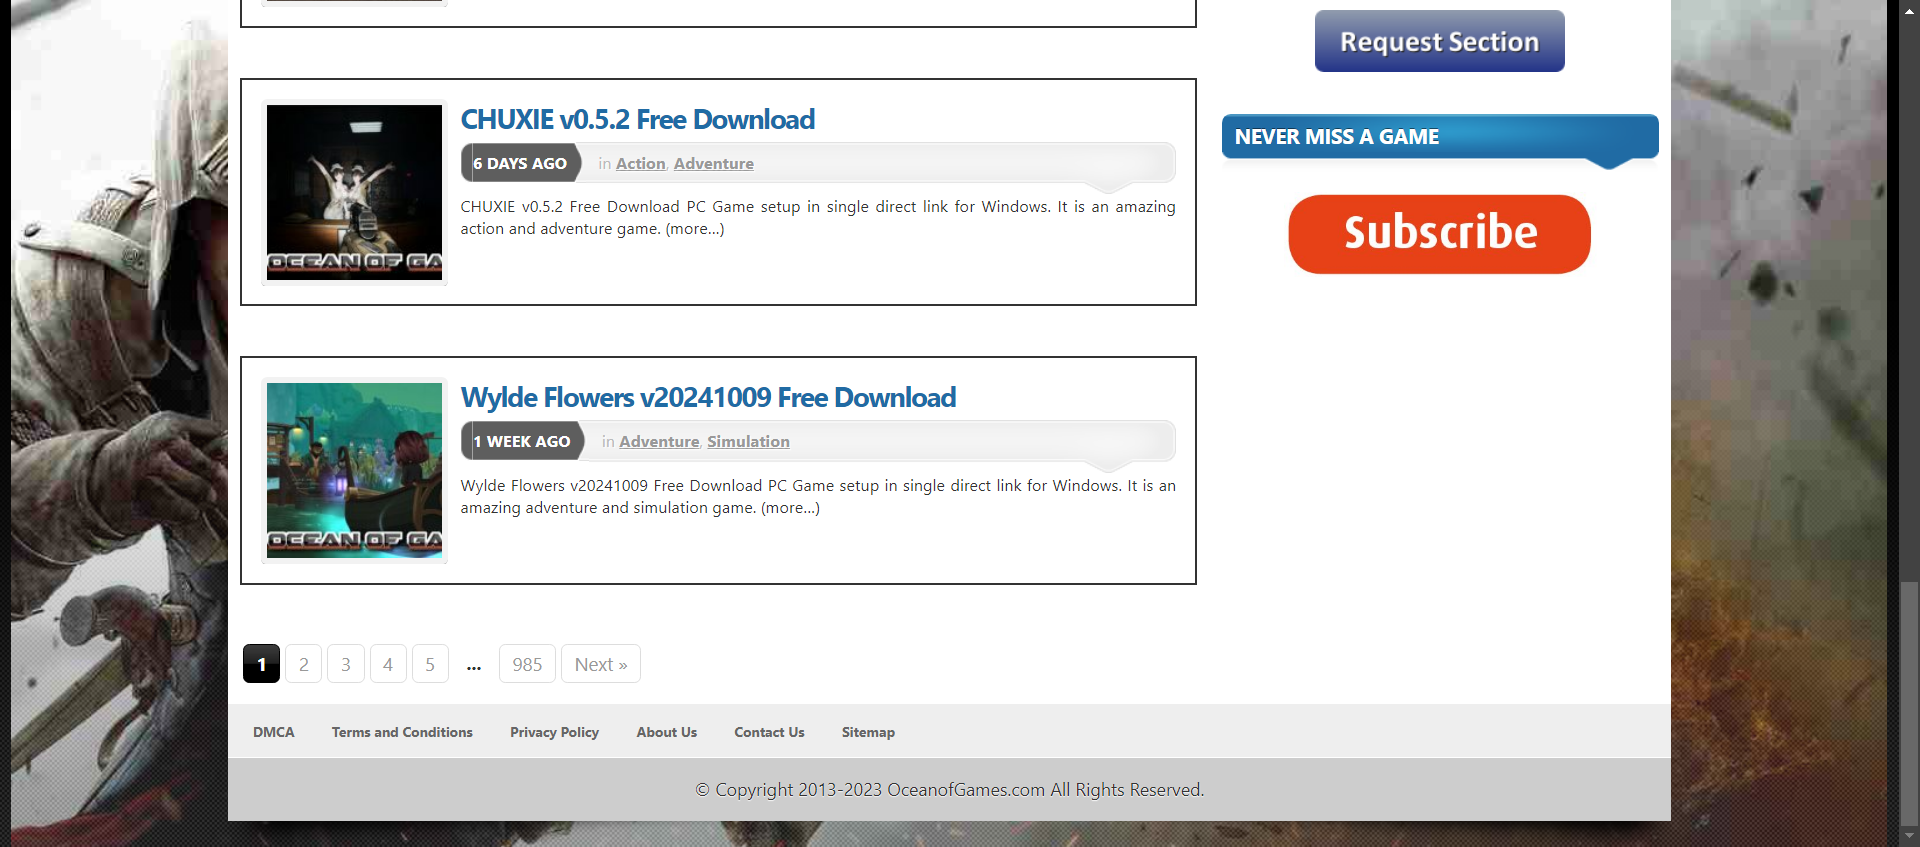 Request Section
CHUXIE v0.5.2 Free Download
6 DAYS AGO in Action, Adventure
CHUXIE v0.5.2 Free Download PC Game setup in single direct link for Windows. It is an amazing
action and adventure game. (more...)
OCEAN OF GA
NEVER MISS A GAME
Subscribe
Wylde Flowers v20241009 Free Download
1 WEEK AGO in Adventure, Simulation
Wylde Flowers v20241009 Free Download PC Game setup in single direct link for Windows. It is an
amazing adventure and simulation game. (more...)
OCEAN OF GA
1 2 3 4 5 ... 985 Next »
DMCA Terms and Conditions Privacy Policy About Us Contact Us Sitemap
© Copyright 2013-2023 OceanofGames.com All Rights Reserved.